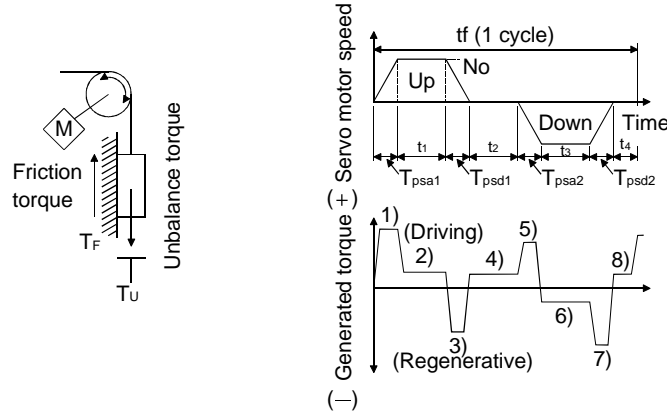 M
Friction
torque
TF
Unbalance torque
TU
Servo motor speed
tf (1 cycle)
No
Up
Down
Time
t1
t2
t3
t4
Tpsa1
Tpsd1
Tpsa2
Tpsd2
(+)
Generated torque
1)
(Driving)
2)
3)
4)
5)
6)
7)
8)
(Regenerative)
(—)